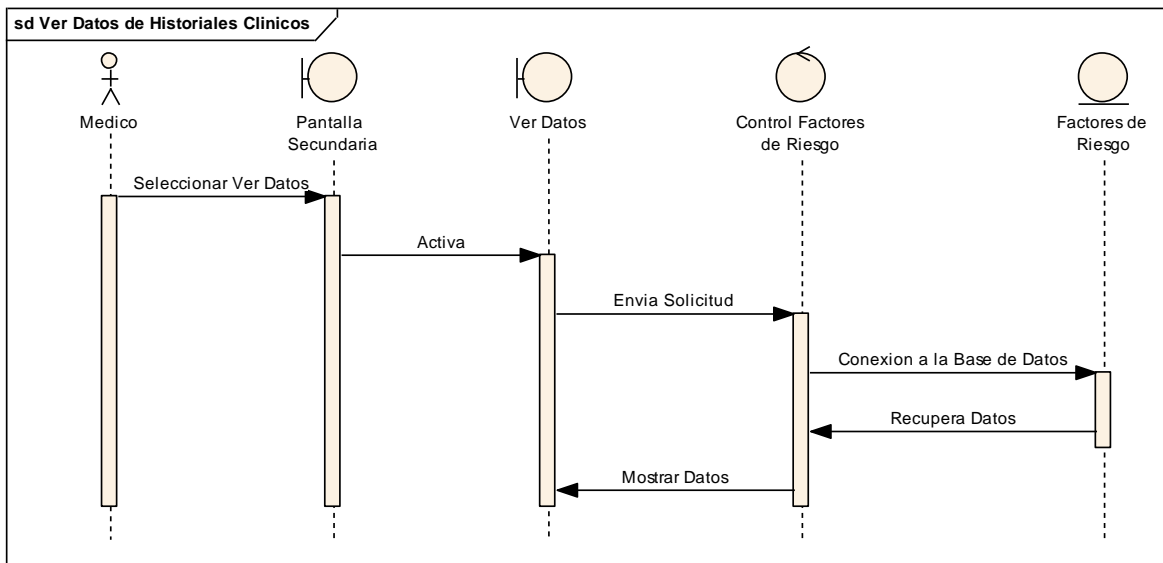 sd Ver Datos de Historiales Clinicos
Medico
Pantalla
Secundaria
Ver Datos
Control Factores
de Riesgo
Factores de
Riesgo
Seleccionar Ver Datos
Activa
Envia Solicitud
Conexion a la Base de Datos
Recupera Datos
Mostrar Datos